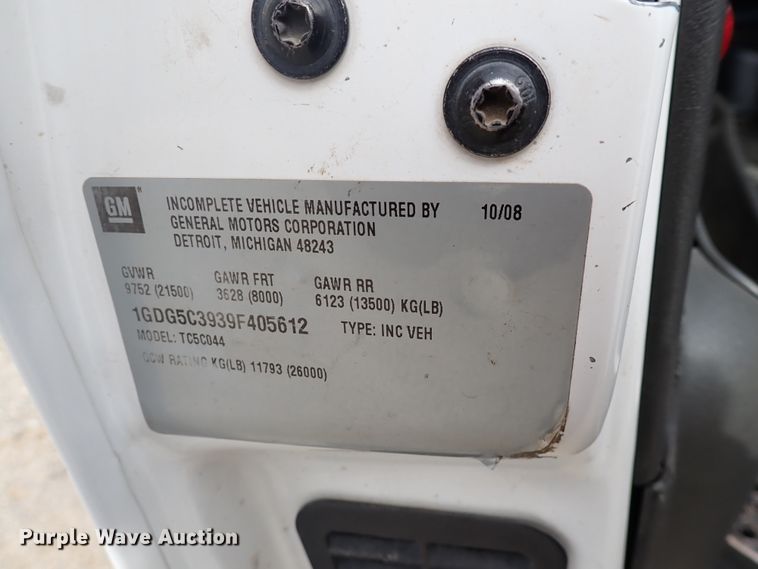 GM
INCOMPLETE VEHICLE MANUFACTURED BY 10/08
GENERAL MOTORS CORPORATION
DETROIT, MICHIGAN 48243
GVWR GAWR FRT GAWR RR
9752 (21500) 3628 (8000) 6123 (13500) KG(LB)
1GDG5C3939F405612 TYPE: INC VEH
MODEL: TC5C044
GCW RATING KG(LB) 11793 (26000)
Purple Wave Auction